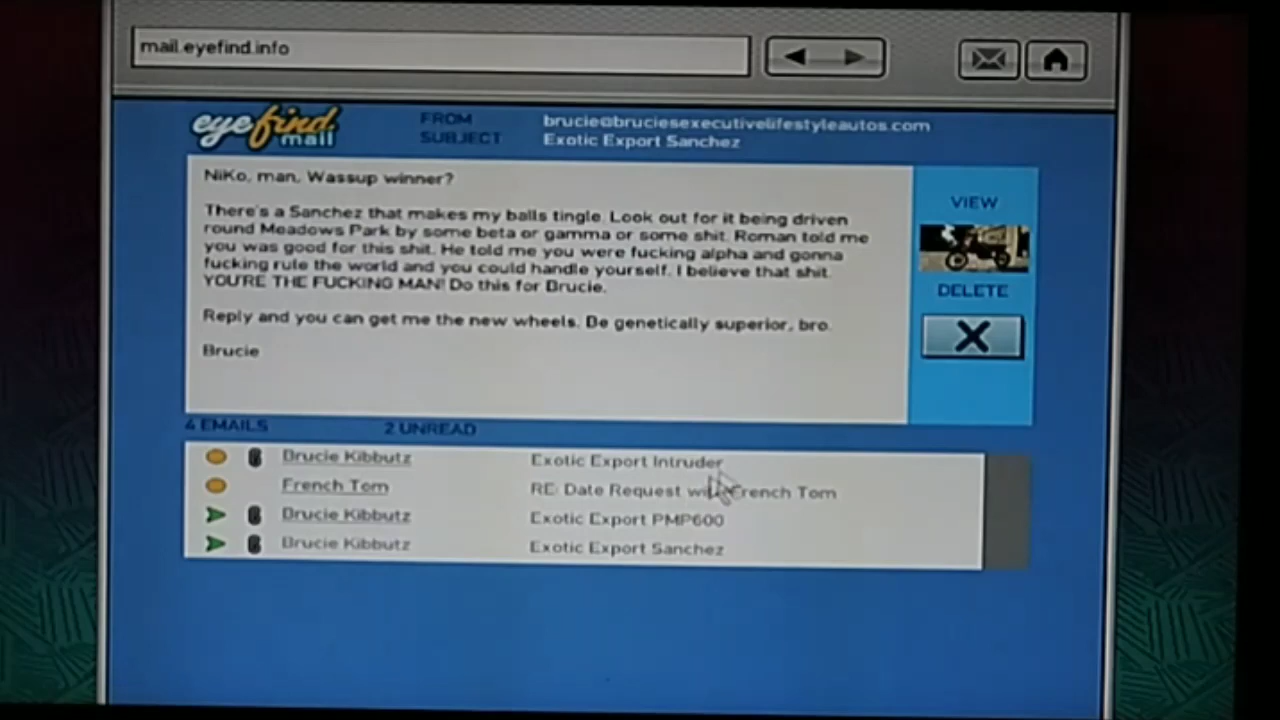 mail.eyefind.info
eyefind
mail
FROM brucie@bruciesexecutivelifestyleautos.com
SUBJECT Exotic Export Sanchez
NiKo, man, Wassup winner?
There's a Sanchez that makes my balls tingle. Look out for it being driven
round Meadows Park by some beta or gamma or some shit. Roman told me
you was good for this shit. He told me you were fucking alpha and gonna
fucking rule the world and you could handle yourself. I believe that shit.
YOU'RE THE FUCKING MAN! Do this for Brucie.
Reply and you can get me the new wheels. Be genetically superior, bro.
Brucie
VIEW
DELETE
X
4 EMAILS 2 UNREAD
Brucie Kibbutz Exotic Export Intruder
French Tom RE: Date Request with French Tom
Brucie Kibbutz Exotic Export PMP600
Brucie Kibbutz Exotic Export Sanchez